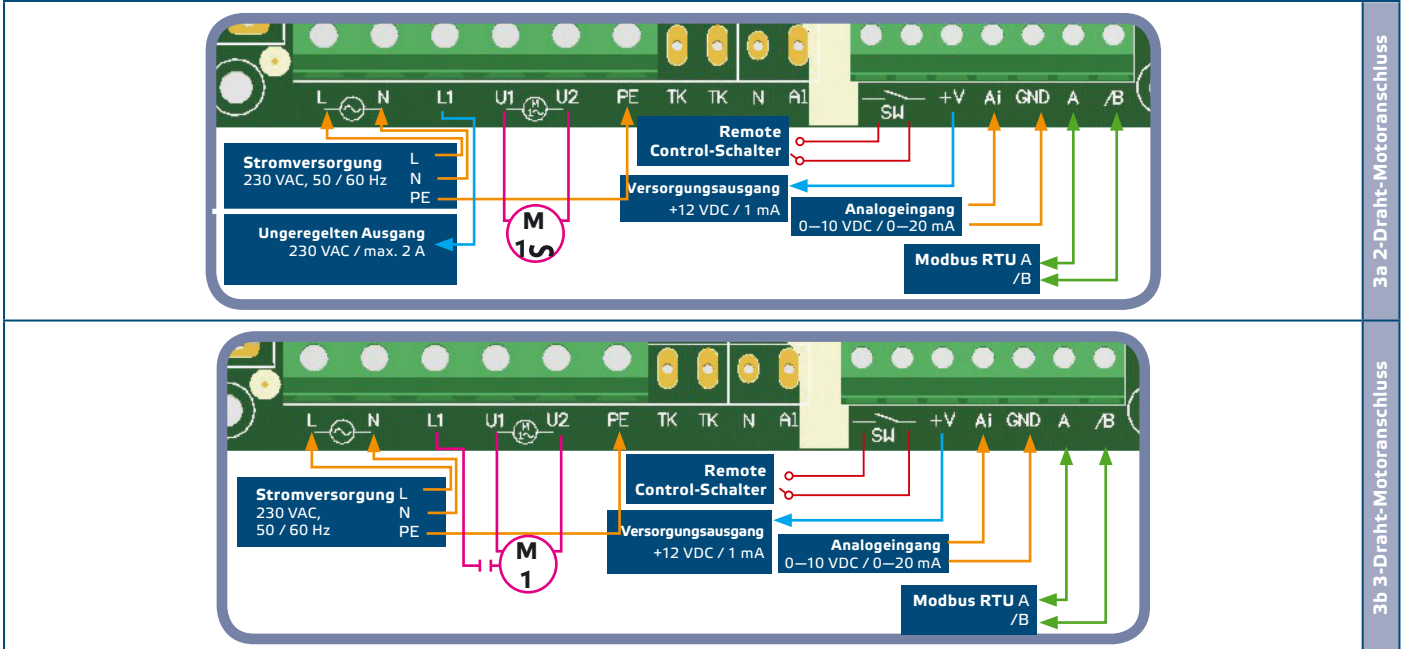 L N L1 U1 M 1~ U2 PE TK TK N A1 SW +V Ai GND A /B
Remote
Control-Schalter
Stromversorgung L
230 VAC, 50 / 60 Hz N
PE
Versorgungsausgang
+12 VDC / 1 mA
Analogeingang
0—10 VDC / 0—20 mA
Ungeregelten Ausgang
230 VAC / max. 2 A
M
1
Modbus RTU A
/B
3a 2-Draht-Motoranschluss
L N L1 U1 M 1~ U2 PE TK TK N A1 SW +V Ai GND A /B
Remote
Control-Schalter
Stromversorgung L
230 VAC, N
50 / 60 Hz PE
Versorgungsausgang
+12 VDC / 1 mA
Analogeingang
0—10 VDC / 0—20 mA
M
1
Modbus RTU A
/B
3b 3-Draht-Motoranschluss